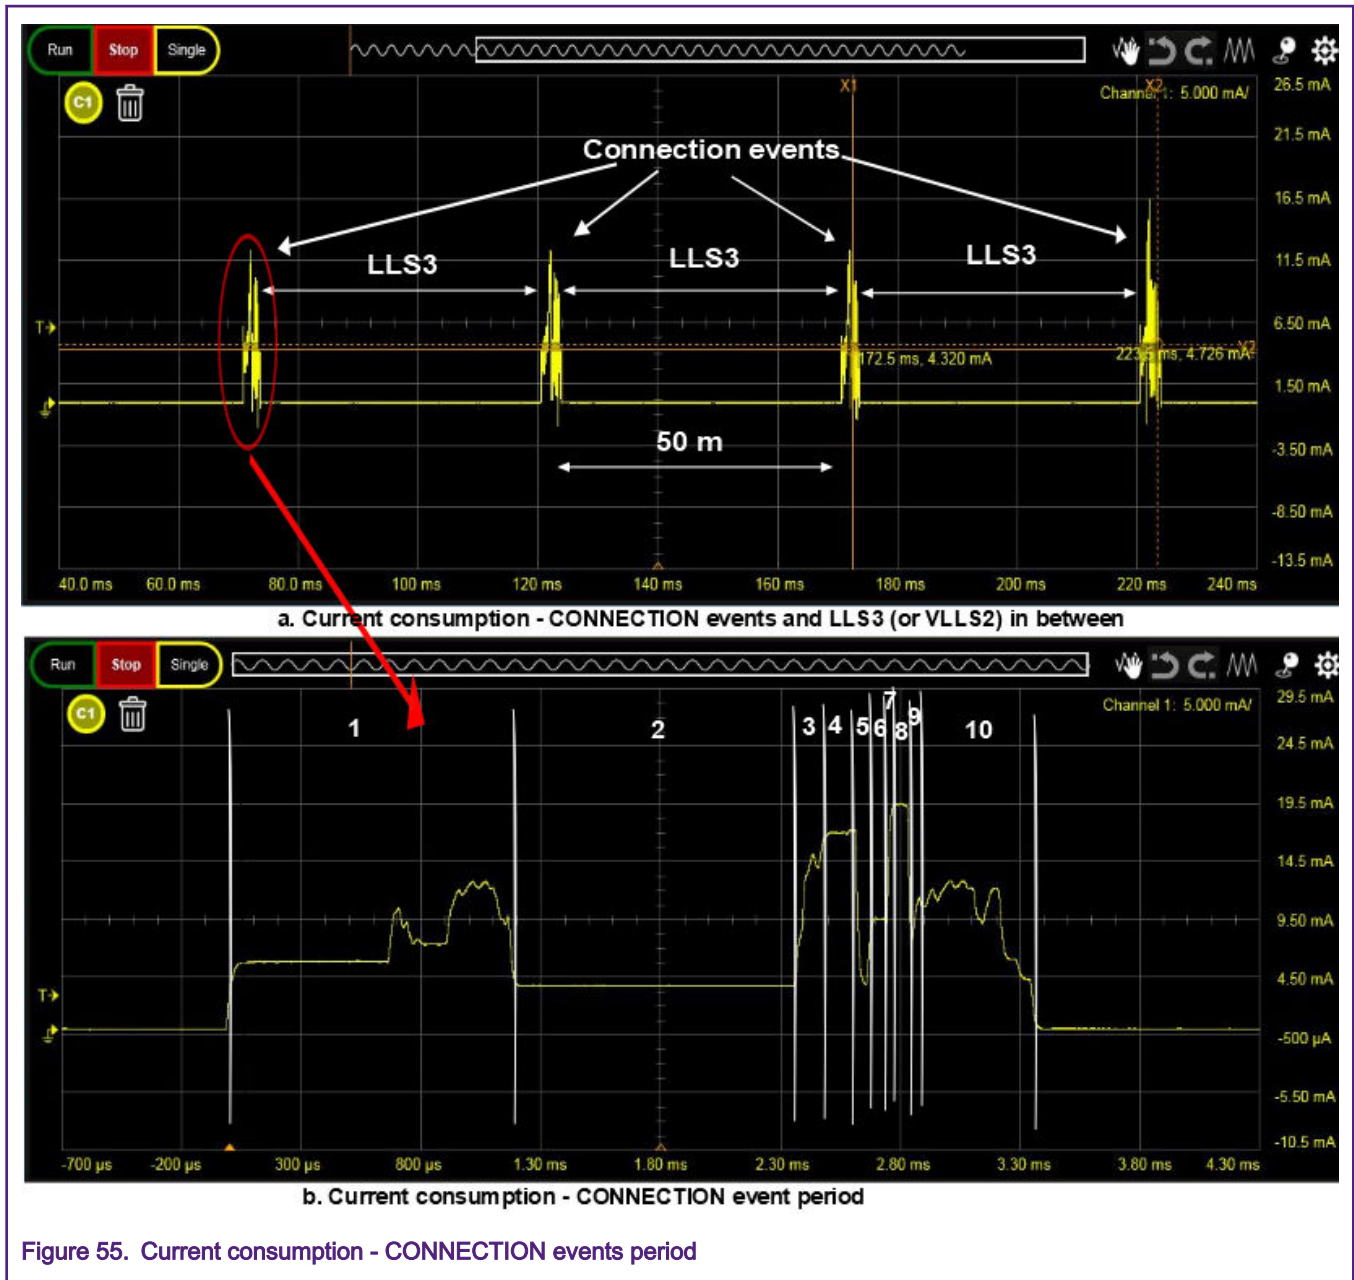 Run Stop Single
C1
X1 X2
Channel 1: 5.000 mA/
26.5 mA
21.5 mA
16.5 mA
11.5 mA
6.50 mA
1.50 mA
-3.50 mA
-8.50 mA
-13.5 mA
Connection events
LLS3 LLS3 LLS3
T
172.5 ms, 4.320 mA
223.5 ms, 4.726 mA
X2
50 m
40.0 ms 60.0 ms 80.0 ms 100 ms 120 ms 140 ms 160 ms 180 ms 200 ms 220 ms 240 ms
a. Current consumption - CONNECTION events and LLS3 (or VLLS2) in between
Run Stop Single
C1
Channel 1: 5.000 mA/
1 2 3 4 5 6 7 8 9 10
29.5 mA
24.5 mA
19.5 mA
14.5 mA
9.50 mA
4.50 mA
-500 µA
-5.50 mA
-10.5 mA
T
-700 µs -200 µs 300 µs 800 µs 1.30 ms 1.80 ms 2.30 ms 2.80 ms 3.30 ms 3.80 ms 4.30 ms
b. Current consumption - CONNECTION event period
Figure 55. Current consumption - CONNECTION events period